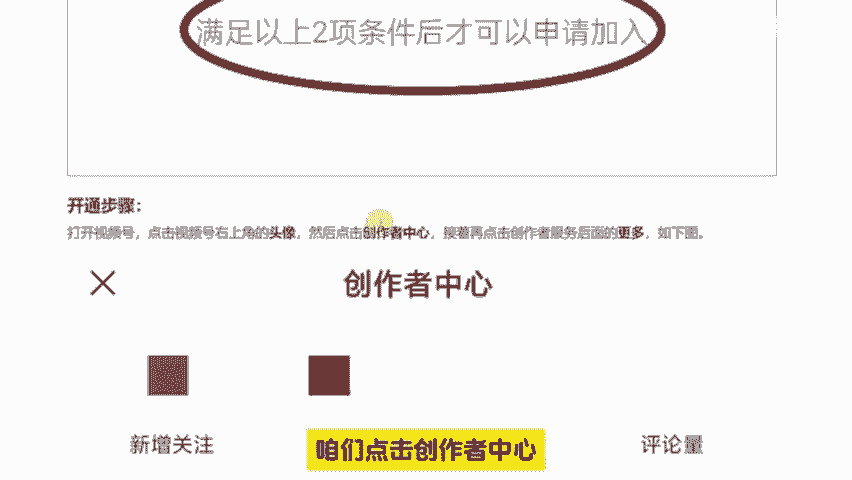 满足以上2项条件后才可以申请加入
开通步骤：
打开视频号，点击视频号右上角的头像，然后点击创作者中心，接着再点击创作者服务后面的更多，如下图。
创作者中心
新增关注
咱们点击创作者中心
评论量